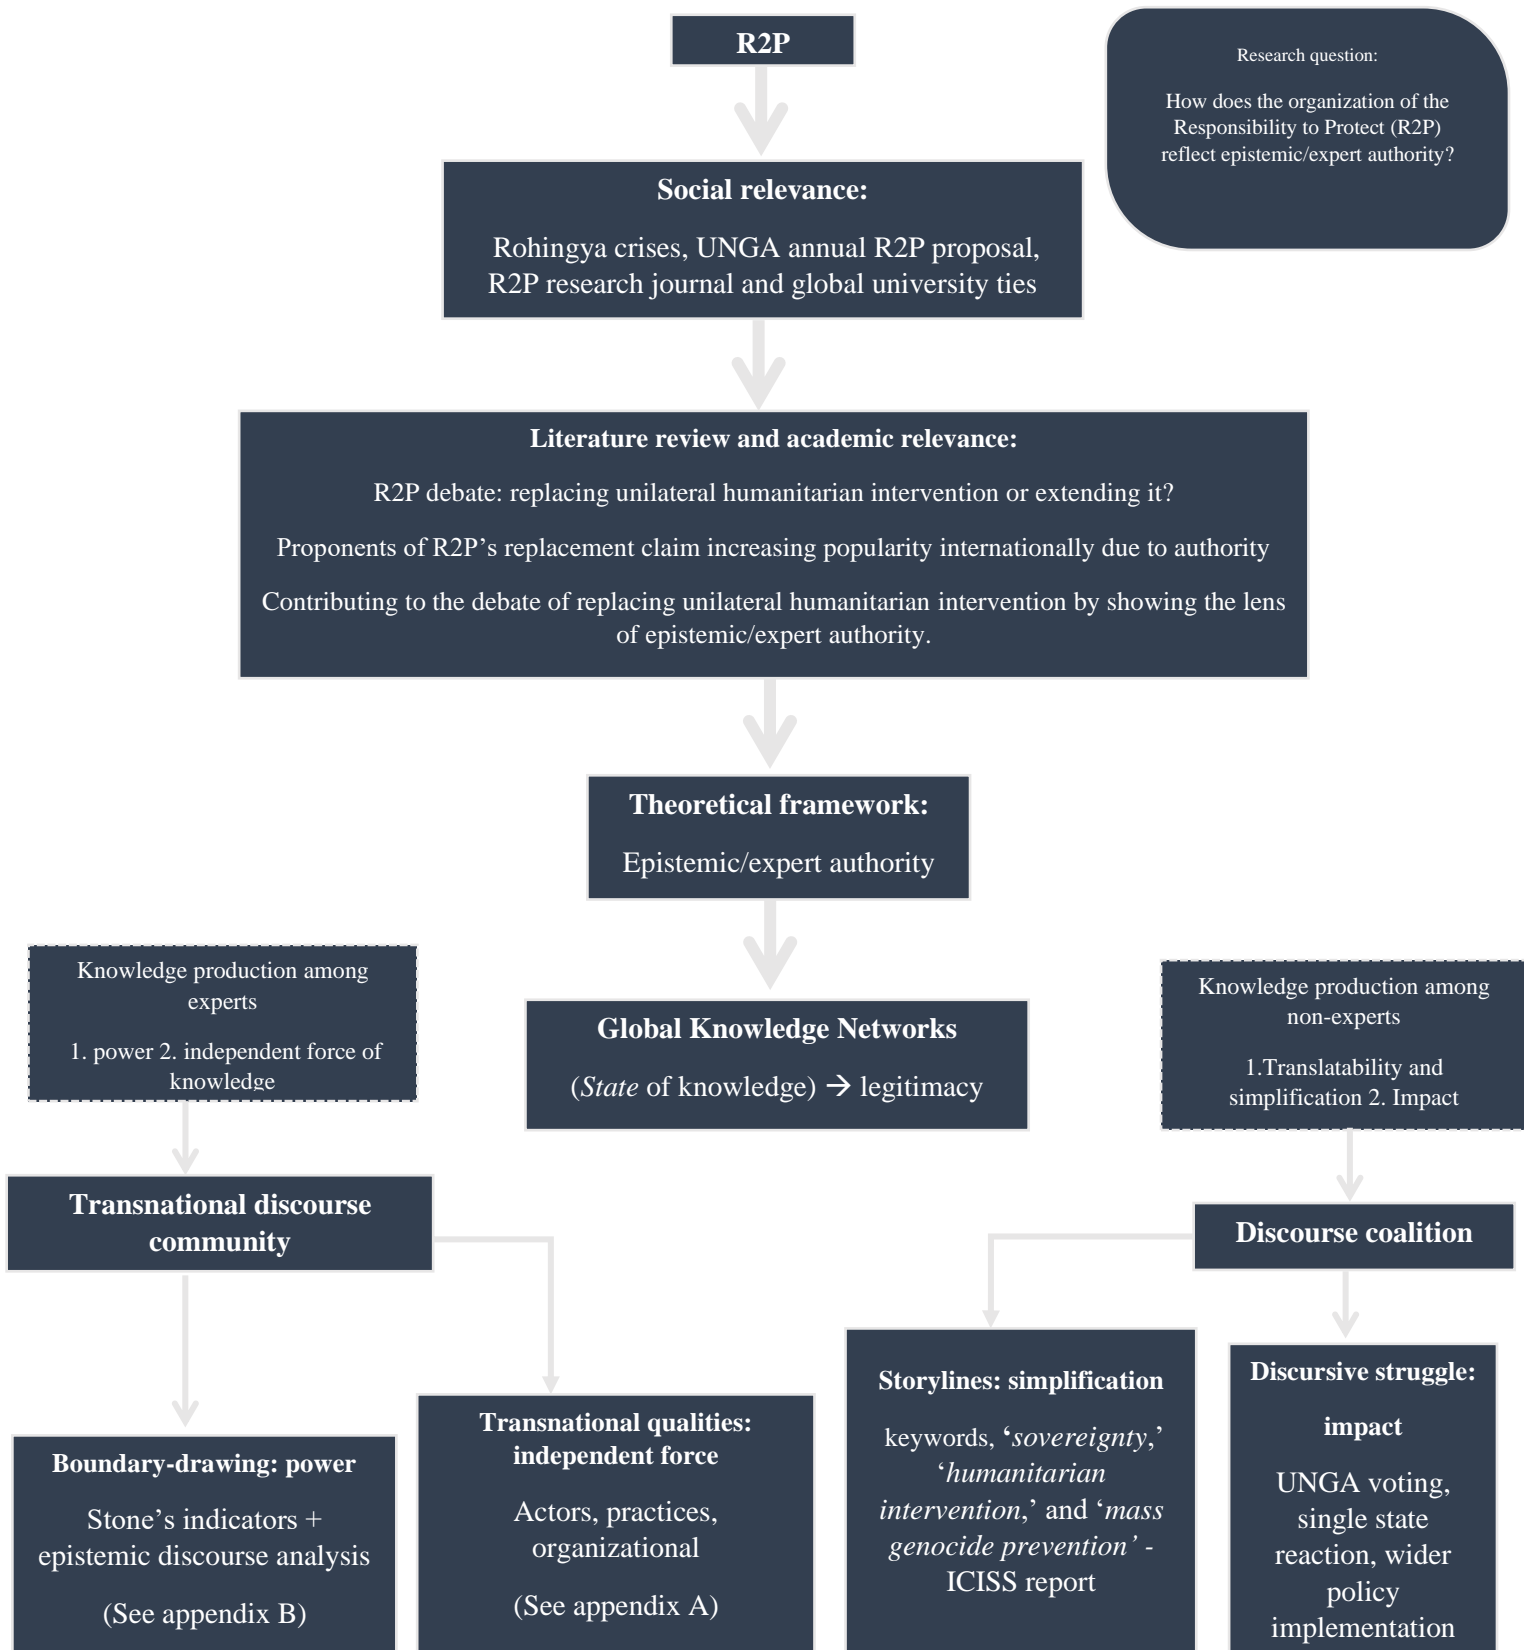 R2P
Research question:
How does the organization of the
Responsibility to Protect (R2P)
reflect epistemic/expert authority?
Social relevance:
Rohingya crises, UNGA annual R2P proposal,
R2P research journal and global university ties
Literature review and academic relevance:
R2P debate: replacing unilateral humanitarian intervention or extending it?
Proponents of R2P’s replacement claim increasing popularity internationally due to authority
Contributing to the debate of replacing unilateral humanitarian intervention by showing the lens
of epistemic/expert authority.
Theoretical framework:
Epistemic/expert authority
Knowledge production among
experts
1. power 2. independent force of
knowledge
Global Knowledge Networks
(State of knowledge) → legitimacy
Knowledge production among
non-experts
1.Translatability and
simplification 2. Impact
Transnational discourse
community
Discourse coalition
Boundary-drawing: power
Stone’s indicators +
epistemic discourse analysis
(See appendix B)
Transnational qualities:
independent force
Actors, practices,
organizational
(See appendix A)
Storylines: simplification
keywords, ‘sovereignty,’
‘humanitarian
intervention,’ and ‘mass
genocide prevention’ -
ICISS report
Discursive struggle:
impact
UNGA voting,
single state
reaction, wider
policy
implementation